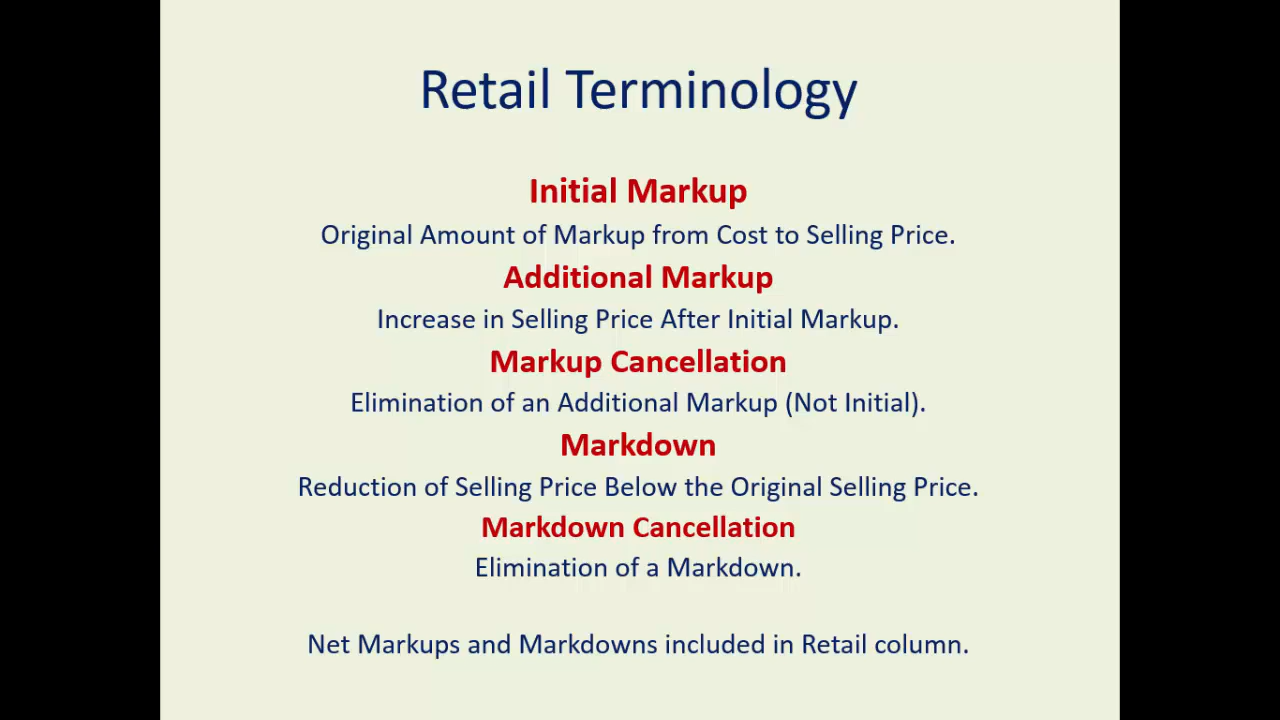 Retail Terminology
Initial Markup
Original Amount of Markup from Cost to Selling Price.
Additional Markup
Increase in Selling Price After Initial Markup.
Markup Cancellation
Elimination of an Additional Markup (Not Initial).
Markdown
Reduction of Selling Price Below the Original Selling Price.
Markdown Cancellation
Elimination of a Markdown.
Net Markups and Markdowns included in Retail column.